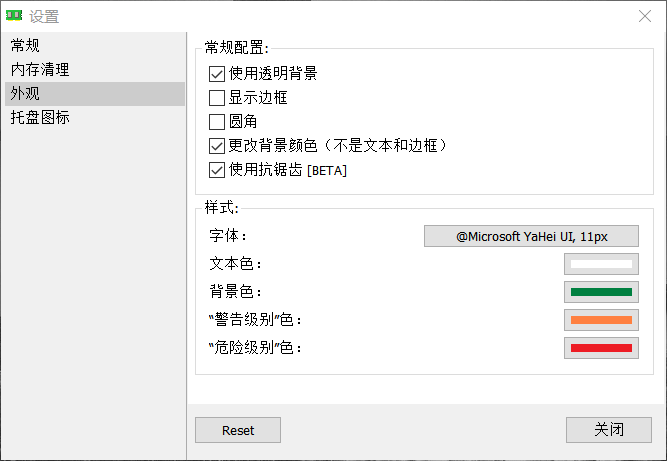 设置
常规
内存清理
外观
托盘图标
常规配置:
使用透明背景
显示边框
圆角
更改背景颜色（不是文本和边框）
使用抗锯齿 [BETA]
样式:
字体：
@Microsoft YaHei UI, 11px
文本色：
背景色：
“警告级别”色：
“危险级别”色：
Reset
关闭